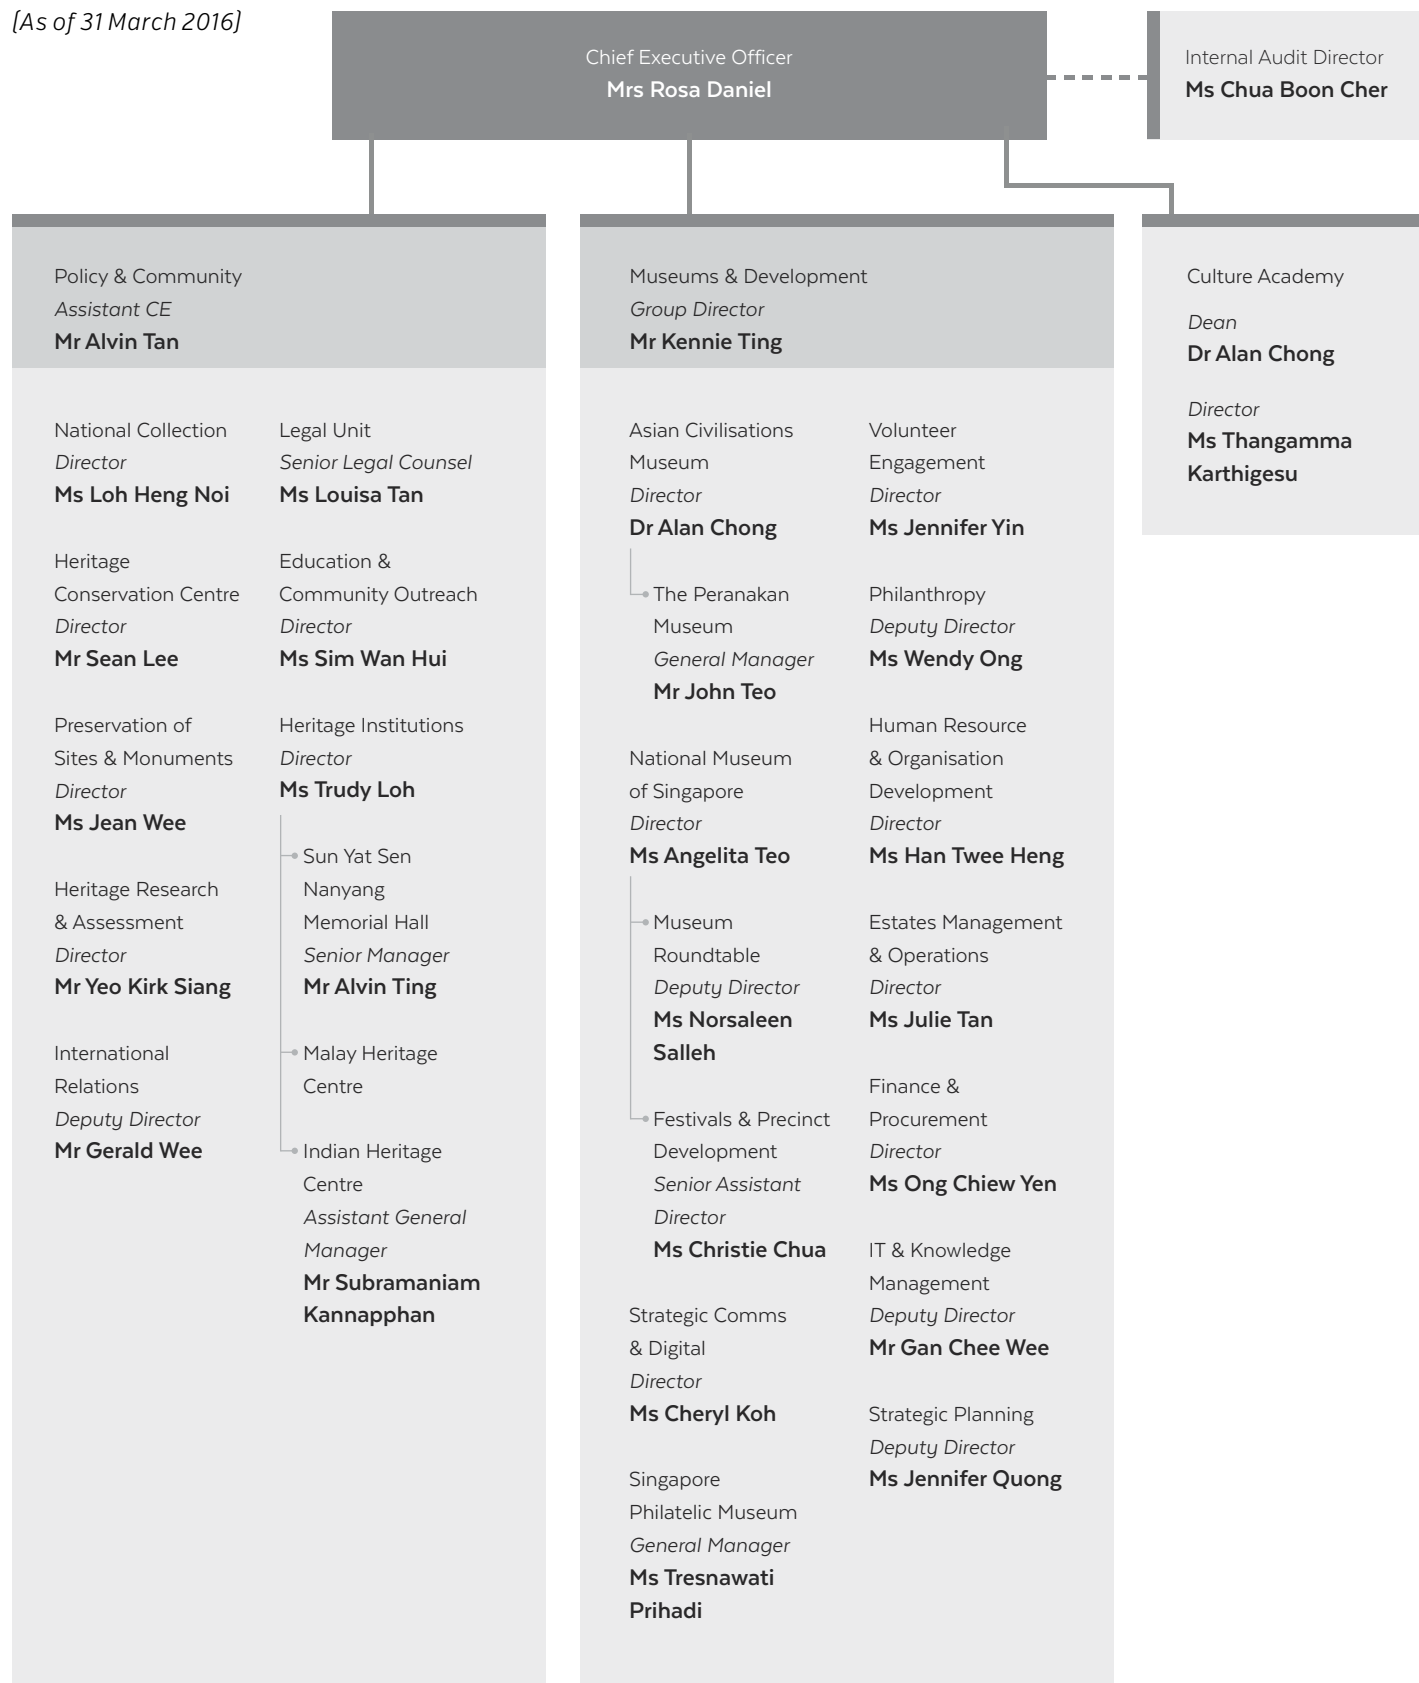 (As of 31 March 2016)
Chief Executive Officer
Mrs Rosa Daniel
Internal Audit Director
Ms Chua Boon Cher
Policy & Community
Assistant CE
Mr Alvin Tan
National Collection
Director
Ms Loh Heng Noi
Heritage
Conservation Centre
Director
Mr Sean Lee
Preservation of
Sites & Monuments
Director
Ms Jean Wee
Heritage Research
& Assessment
Director
Mr Yeo Kirk Siang
International
Relations
Deputy Director
Mr Gerald Wee
Legal Unit
Senior Legal Counsel
Ms Louisa Tan
Education &
Community Outreach
Director
Ms Sim Wan Hui
Heritage Institutions
Director
Ms Trudy Loh
Sun Yat Sen
Nanyang
Memorial Hall
Senior Manager
Mr Alvin Ting
Malay Heritage
Centre
Indian Heritage
Centre
Assistant General
Manager
Mr Subramaniam
Kannapphan
Museums & Development
Group Director
Mr Kennie Ting
Asian Civilisations
Museum
Director
Dr Alan Chong
The Peranakan
Museum
General Manager
Mr John Teo
National Museum
of Singapore
Director
Ms Angelita Teo
Museum
Roundtable
Deputy Director
Ms Norsaleen
Salleh
Festivals & Precinct
Development
Senior Assistant
Director
Ms Christie Chua
Strategic Comms
& Digital
Director
Ms Cheryl Koh
Singapore
Philatelic Museum
General Manager
Ms Tresnawati
Prihadi
Volunteer
Engagement
Director
Ms Jennifer Yin
Philanthropy
Deputy Director
Ms Wendy Ong
Human Resource
& Organisation
Development
Director
Ms Han Twee Heng
Estates Management
& Operations
Director
Ms Julie Tan
Finance &
Procurement
Director
Ms Ong Chiew Yen
IT & Knowledge
Management
Deputy Director
Mr Gan Chee Wee
Strategic Planning
Deputy Director
Ms Jennifer Quong
Culture Academy
Dean
Dr Alan Chong
Director
Ms Thangamma
Karthigesu